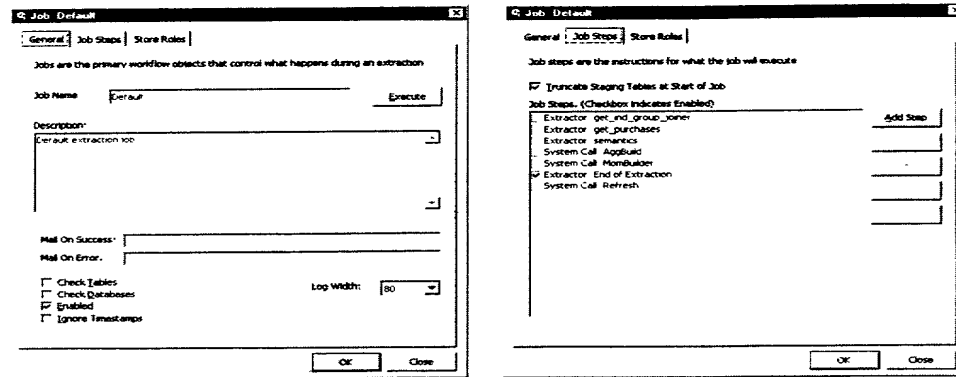 Job Default
General Job Steps Store Roles
Jobs are the primary workflow objects that control what happens during an extraction
Job Name Default Execute
Description:
Default extraction job
Mail On Success:
Mail On Error.
Check Tables
Check Databases
Enabled
Ignore Timestamps
Log Width: 80
OK Close
Job Default
General Job Steps Store Roles
Job steps are the instructions for what the job will execute
Truncate Staging Tables at Start of Job
Job Steps. (Checkbox Indicates Enabled)
Extractor get_ind_group_joiner
Extractor get_purchases
Extractor semantics
System Call AggBuild
System Call MomBuilder
Extractor End of Extraction
System Call Refresh
Add Step
OK Close